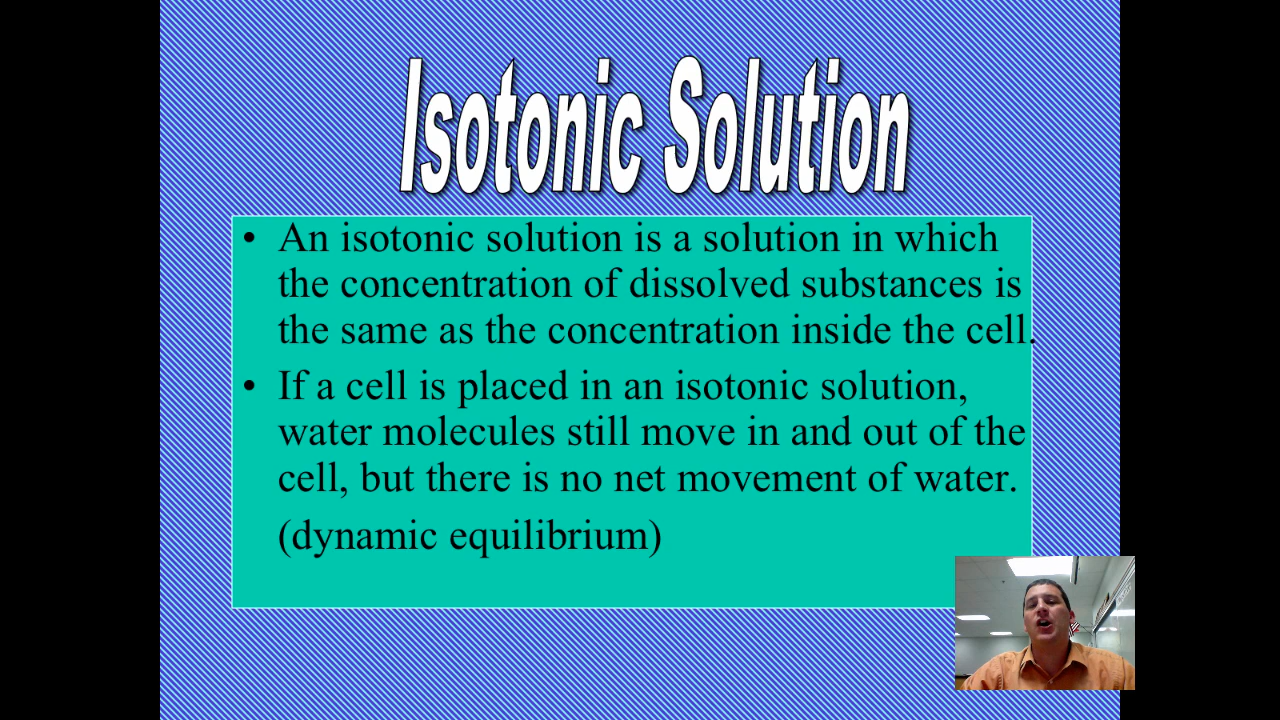 Isotonic Solution
• An isotonic solution is a solution in which
the concentration of dissolved substances is
the same as the concentration inside the cell.
• If a cell is placed in an isotonic solution,
water molecules still move in and out of the
cell, but there is no net movement of water.
(dynamic equilibrium)